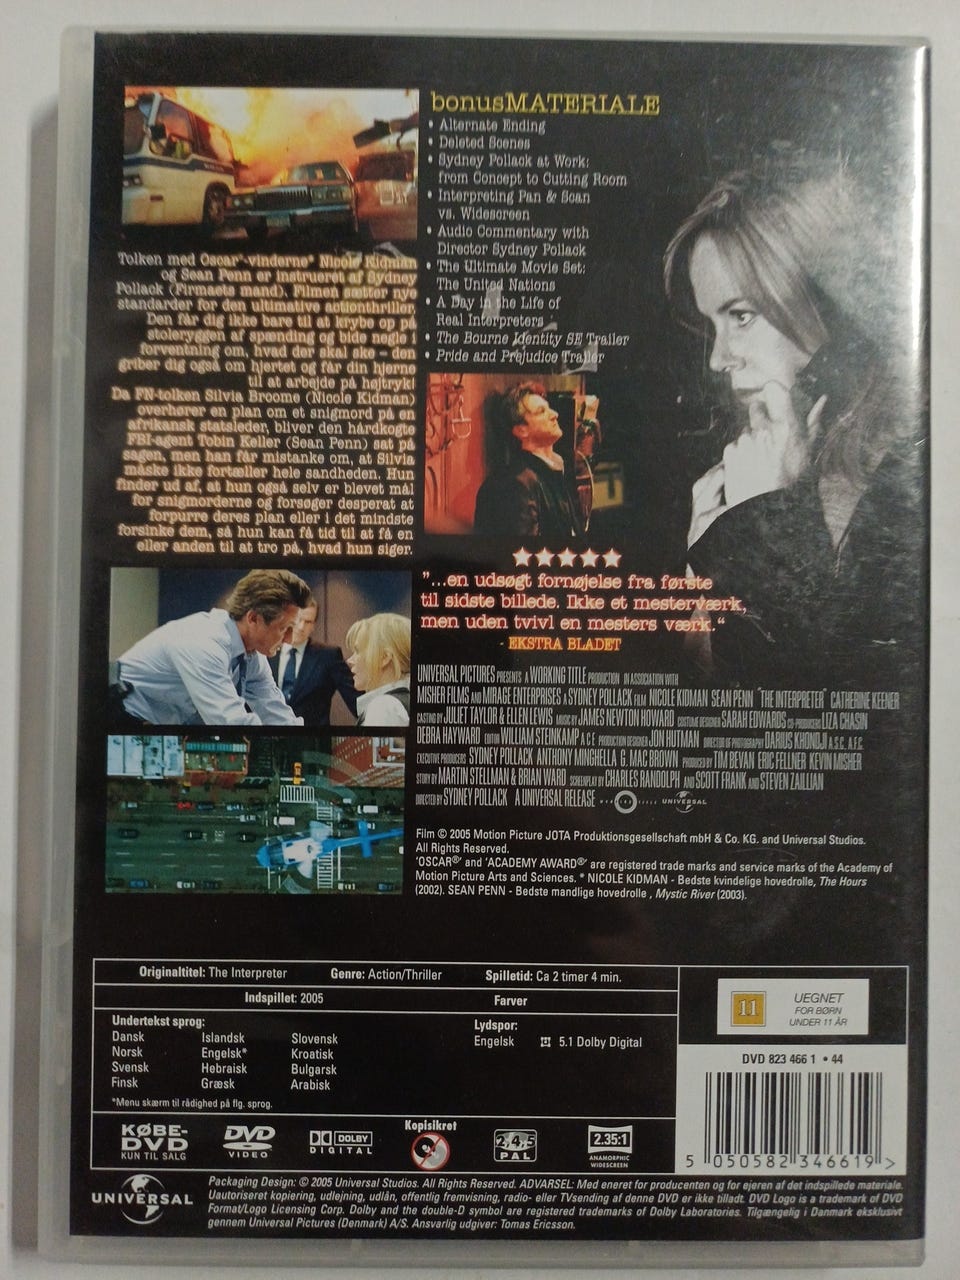 bonusMATERIALE
• Alternate Ending
• Deleted Scenes
• Sydney Pollack at Work:
from Concept to Cutting Room
• Interpreting Pan & Scan
vs. Widescreen
• Audio Commentary with
Director Sydney Pollack
• The Ultimate Movie Set:
The United Nations
• A Day in the Life of
Real Interpreters
• The Bourne Identity SE Trailer
• Pride and Prejudice Trailer
Tolken med Oscar®-vinderne* Nicole Kidman
og Sean Penn er instrueret af Sydney
Pollack (Firmaets mand). Filmen sætter nye
standarder for den ultimative actionthriller.
Den får dig ikke bare til at krybe op på
stoleryggen af spænding og bide negle i
forventning om, hvad der skal ske – den
griber dig også om hjertet og får din hjerne
til at arbejde på højtryk!
Da FN-tolken Silvia Broome (Nicole Kidman)
overhører en plan om et snigmord på en
afrikansk statsleder, bliver den hårdkogte
FBI-agent Tobin Keller (Sean Penn) sat på
sagen, men han får mistanke om, at Silvia
måske ikke fortæller hele sandheden. Hun
finder ud af, at hun også selv er blevet mål
for snigmorderne og forsøger desperat at
forpurre deres plan eller i det mindste
forsinke dem, så hun kan få tid til at få en
eller anden til at tro på, hvad hun siger.
"...en udsøgt fornøjelse fra første
til sidste billede. Ikke et mesterværk,
men uden tvivl en mesters værk."
- EKSTRA BLADET
UNIVERSAL PICTURES PRESENTS A WORKING TITLE PRODUCTION IN ASSOCIATION WITH
MISHER FILMS AND MIRAGE ENTERPRISES A SYDNEY POLLACK FILM NICOLE KIDMAN SEAN PENN "THE INTERPRETER" CATHERINE KEENER
CASTING BY JULIET TAYLOR & ELLEN LEWIS MUSIC BY JAMES NEWTON HOWARD COSTUME DESIGNER SARAH EDWARDS CO-PRODUCERS LIZA CHASIN
DEBRA HAYWARD EDITOR WILLIAM STEINKAMP A.C.E. PRODUCTION DESIGNER JON HUTMAN DIRECTOR OF PHOTOGRAPHY DARIUS KHONDJI A.S.C., A.F.C.
EXECUTIVE PRODUCERS SYDNEY POLLACK ANTHONY MINGHELLA G. MAC BROWN PRODUCED BY TIM BEVAN ERIC FELLNER KEVIN MISHER
STORY BY MARTIN STELLMAN & BRIAN WARD SCREENPLAY BY CHARLES RANDOLPH AND SCOTT FRANK AND STEVEN ZAILLIAN
DIRECTED BY SYDNEY POLLACK A UNIVERSAL RELEASE UNIVERSAL
Film © 2005 Motion Picture JOTA Produktionsgesellschaft mbH & Co. KG. and Universal Studios.
All Rights Reserved.
'OSCAR®' and 'ACADEMY AWARD®' are registered trade marks and service marks of the Academy of
Motion Picture Arts and Sciences. * NICOLE KIDMAN - Bedste kvindelige hovedrolle, The Hours
(2002). SEAN PENN - Bedste mandlige hovedrolle , Mystic River (2003).
Originaltitel: The Interpreter Genre: Action/Thriller Spilletid: Ca 2 timer 4 min.
Indspillet: 2005 Farver
Undertekst sprog:
Dansk Islandsk Slovensk
Norsk Engelsk* Kroatisk
Svensk Hebraisk Bulgarsk
Finsk Græsk Arabisk
*Menu skærm til rådighed på flg. sprog.
Lydspor:
Engelsk 5.1 Dolby Digital
11
UEGNET
FOR BØRN
UNDER 11 ÅR
DVD 823 466 1 • 44
5 050582 346619 >
KØBE-
DVD
KUN TIL SALG
DVD
VIDEO
DOLBY
DIGITAL
Kopisikret
2,4,5
PAL
2.35:1
ANAMORPHIC
WIDESCREEN
UNIVERSAL
Packaging Design: © 2005 Universal Studios. All Rights Reserved. ADVARSEL: Med eneret for producenten og for ejeren af det indspillede materiale.
Uautoriseret kopiering, udlejning, udlån, offentlig fremvisning, radio- eller TVsending af denne DVD er ikke tilladt. DVD Logo is a trademark of DVD
Format/Logo Licensing Corp. Dolby and the double-D symbol are registered trademarks of Dolby Laboratories. Tilgængelig i Danmark eksklusivt
gennem Universal Pictures (Denmark) A/S. Ansvarlig udgiver: Tomas Ericsson.